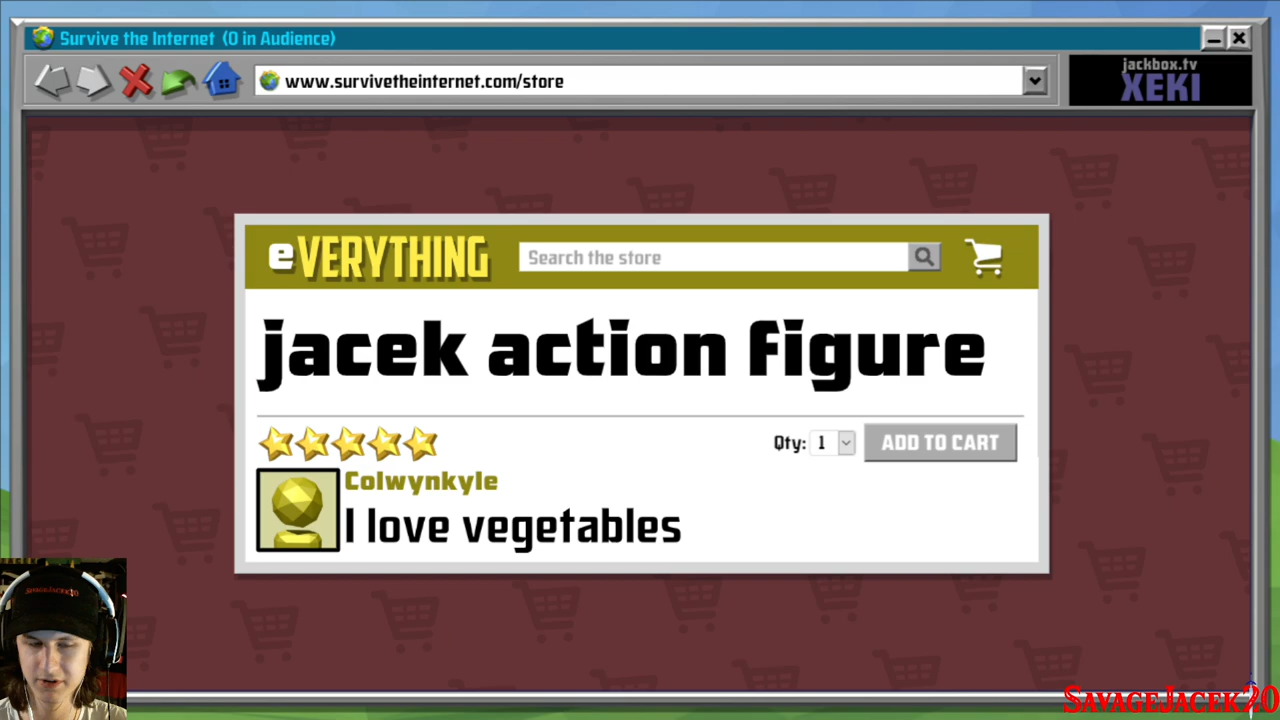 Survive the Internet (0 in Audience)
www.survivetheinternet.com/store
jackbox.tv
XEKI
eVERYTHING
Search the store
jacek action figure
Qty: 1
ADD TO CART
Colwynkyle
I love vegetables
SAVAGEJACEK20
SAVAGEJACEK20